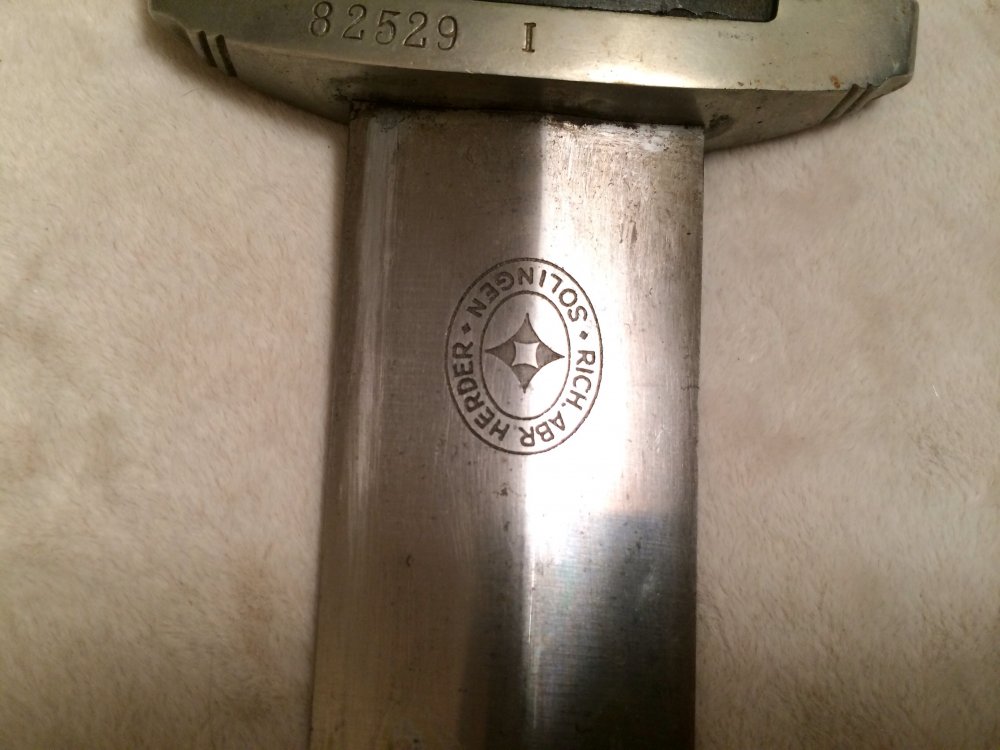 82529 I
RICH. ABR. HERDER
SOLINGEN